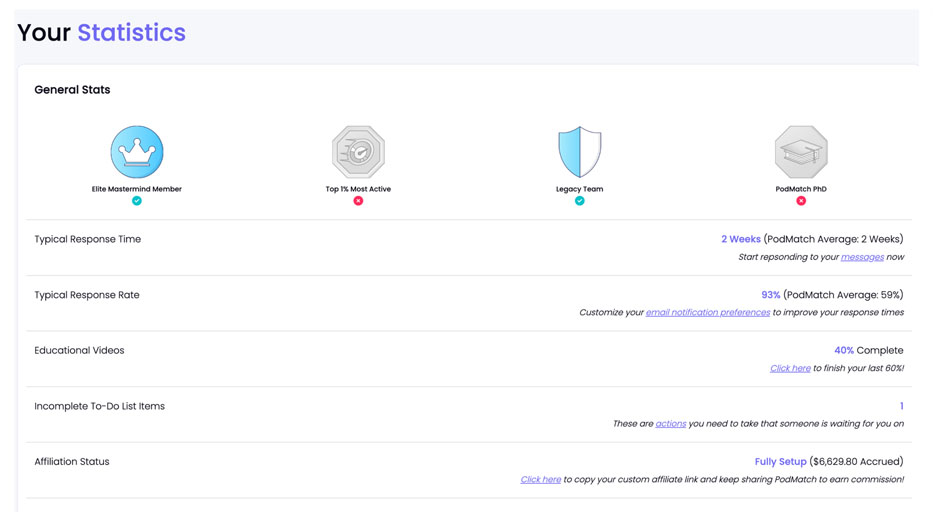 Your Statistics
General Stats
Elite Mastermind Member
Top 1% Most Active
Legacy Team
PodMatch PhD
Typical Response Time
2 Weeks (PodMatch Average: 2 Weeks)
Start repsonding to your messages now
Typical Response Rate
93% (PodMatch Average: 59%)
Customize your email notification preferences to improve your response times
Educational Videos
40% Complete
Click here to finish your last 60%!
Incomplete To-Do List Items
1
These are actions you need to take that someone is waiting for you on
Affiliation Status
Fully Setup ($6,629.80 Accrued)
Click here to copy your custom affiliate link and keep sharing PodMatch to earn commission!